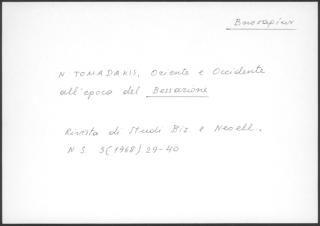 Βησσαρίων
N. TOMADAKIS, Oriente e Occidente
all'epoca del Bessarione
Rivista di Studi Biz. e Neoell.,
N.S. 5 (1968) 29-40